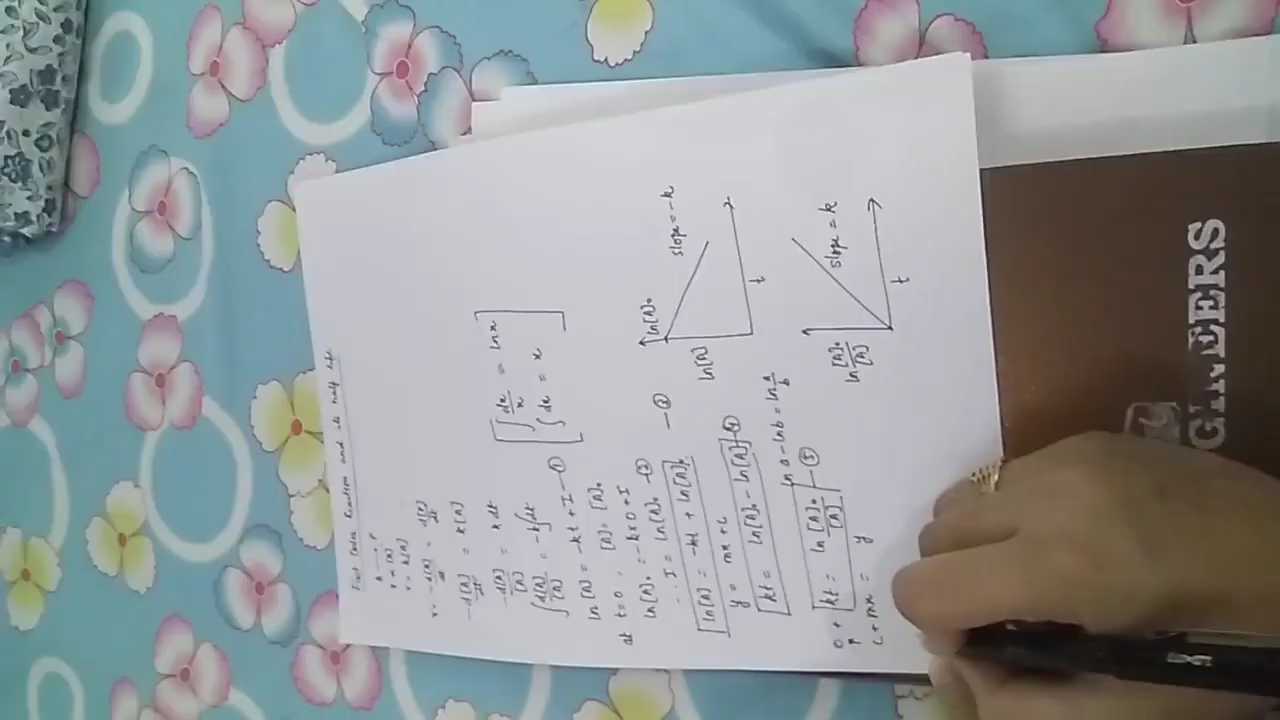 First Order Reaction and its half life
A → P
r ∝ [A]
r = k[A]
r = -d[A]/dt = d[P]/dt
-d[A]/dt = k[A]
-d[A]/[A] = k dt
∫d[A]/[A] = -k∫dt
[∫dx/x = ln x
∫dx = x]
ln[A] = -kt + I —①
at t=0, [A] = [A]₀
ln[A]₀ = -k×0 + I
∴ I = ln[A]₀ —②
ln[A] = -kt + ln[A]₀ —③
y = mx + c
kt = ln[A]₀ - ln[A] —④
ln a - ln b = ln a/b
0 + kt = ln [A]₀/[A] —⑤
c + mx = y
ln[A]₀
ln[A]
slope = -k
t
ln [A]₀/[A]
slope = k
t
GINEERS